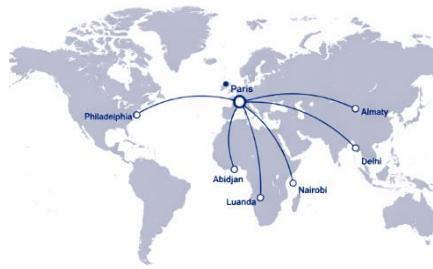 Paris
Philadelphia
Almaty
Delhi
Abidjan
Nairobi
Luanda